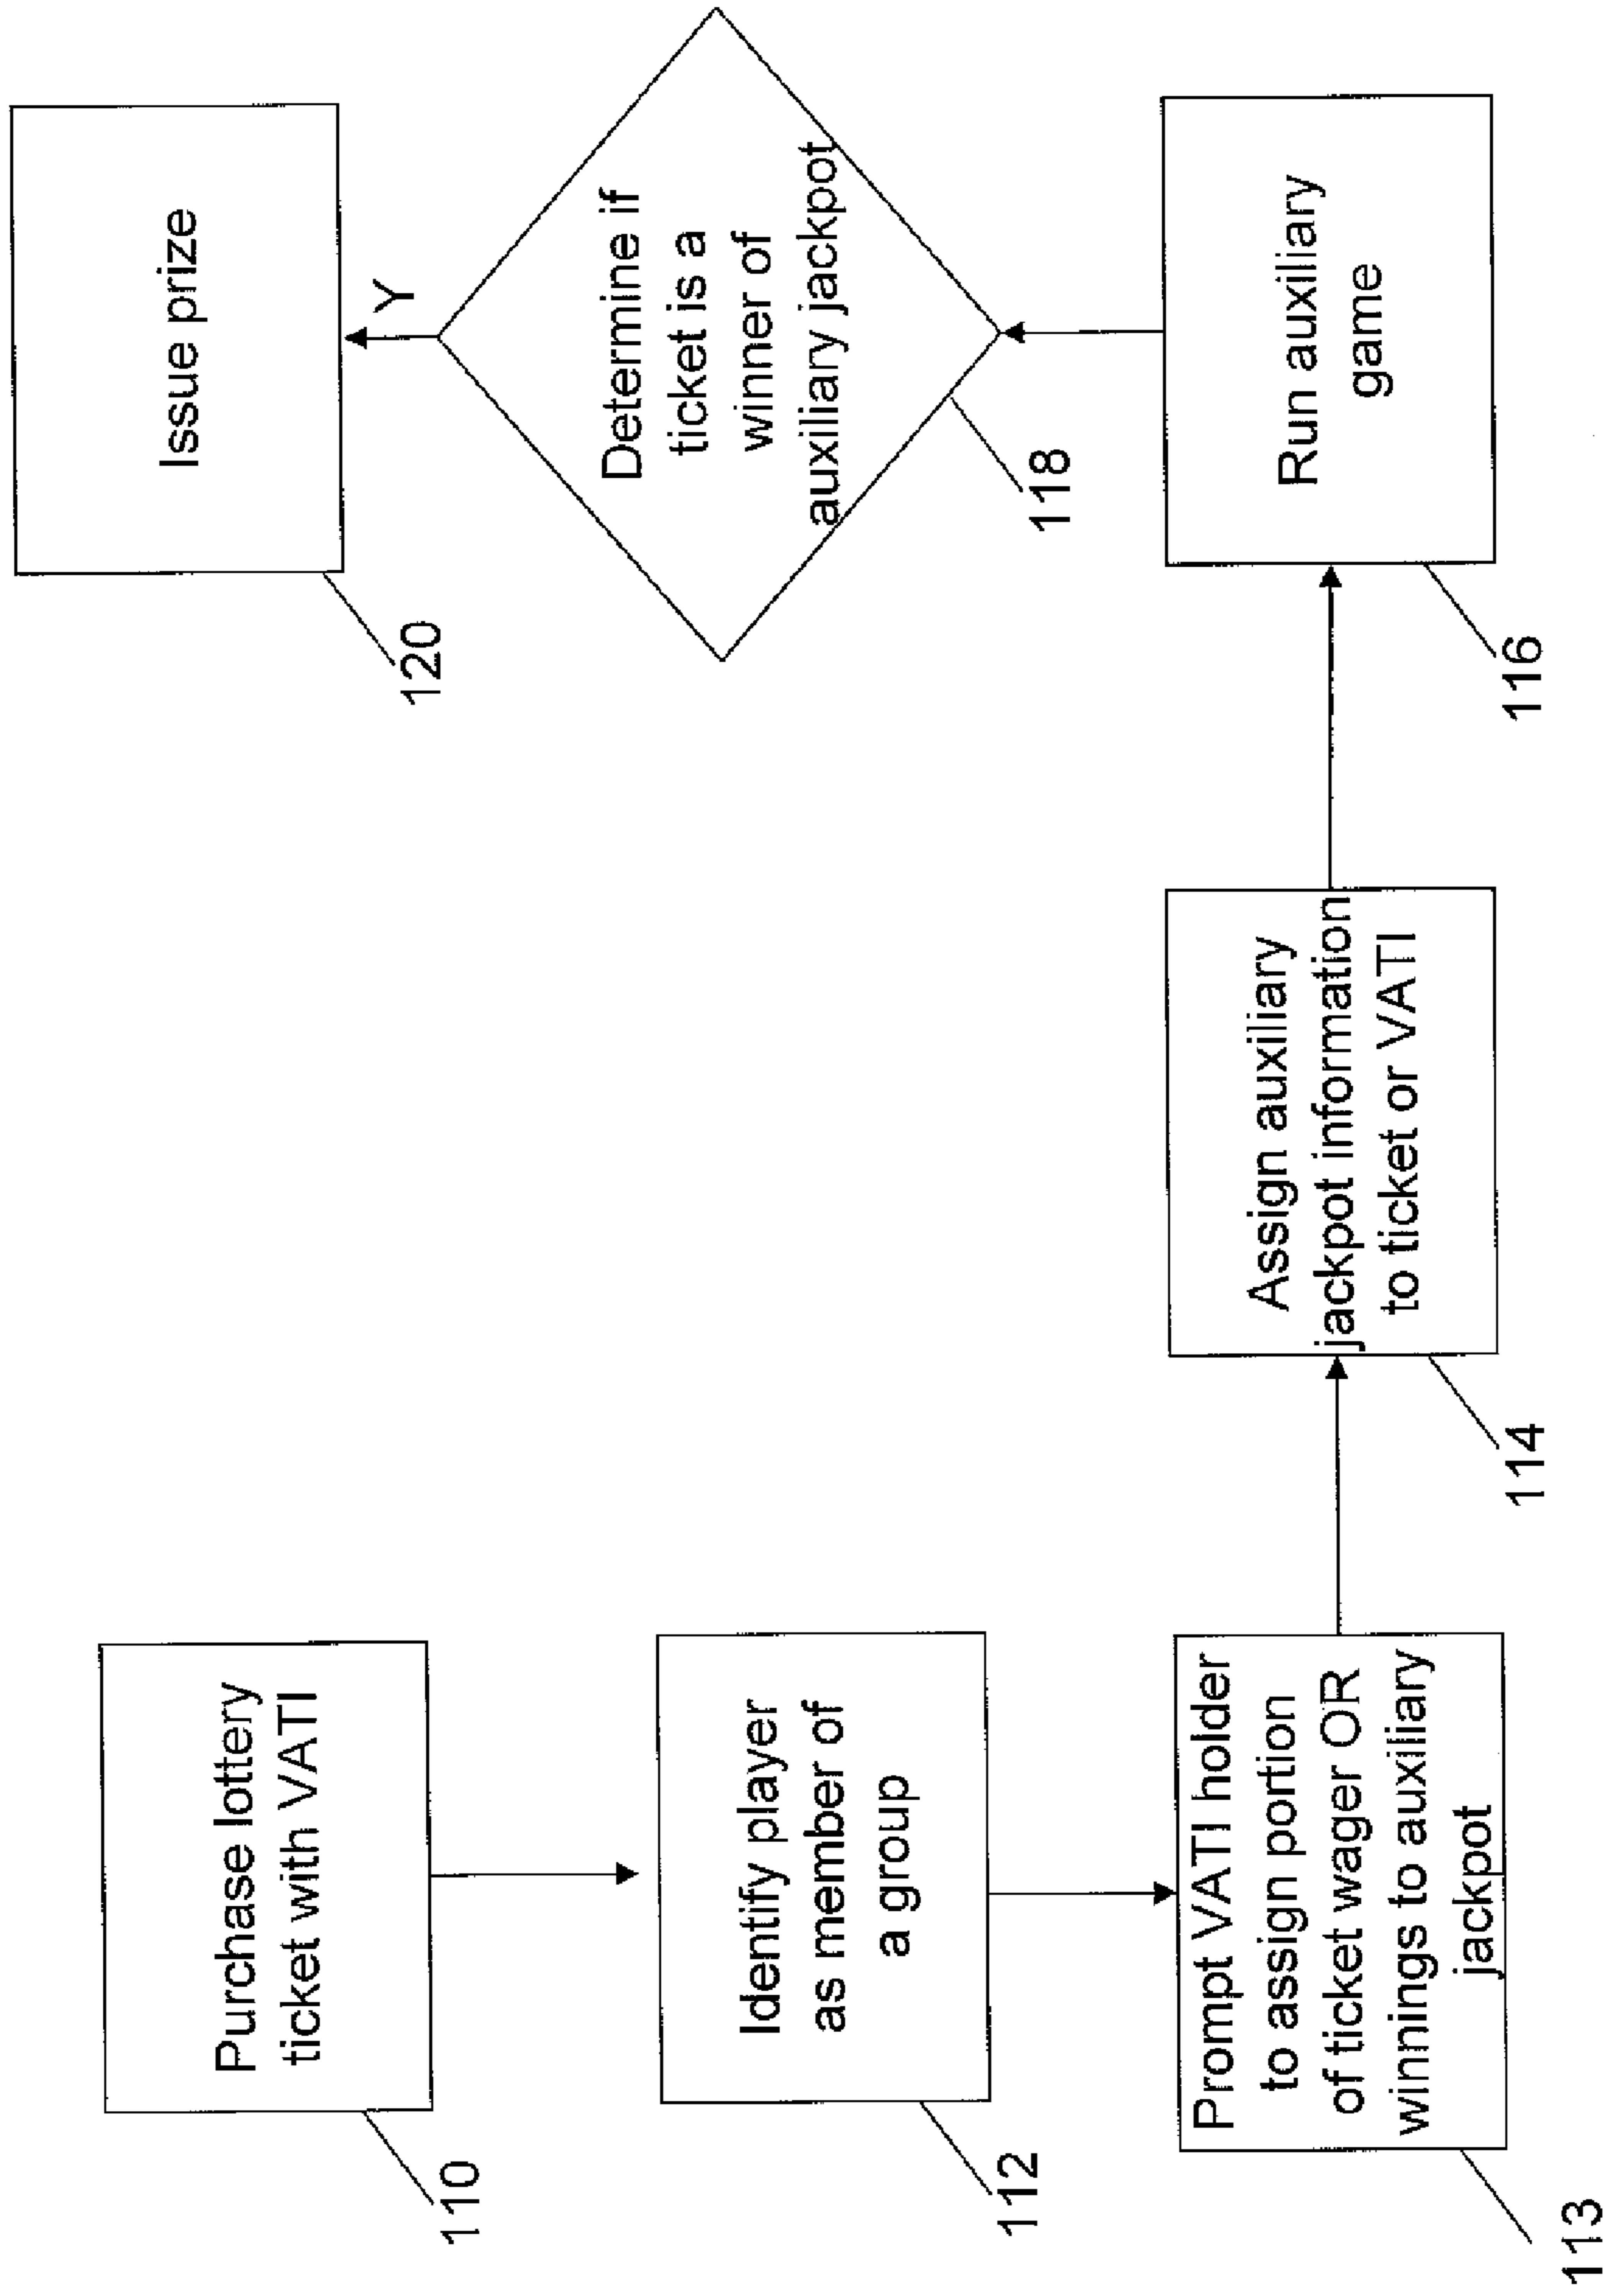 Purchase lottery
ticket with VATI
110
Identify player
as member of
a group
112
Prompt VATI holder
to assign portion
of ticket wager OR
winnings to auxiliary
jackpot
113
Assign auxiliary
jackpot information
to ticket or VATI
114
Run auxiliary
game
116
Determine if
ticket is a
winner of
auxiliary jackpot
118
Y
Issue prize
120